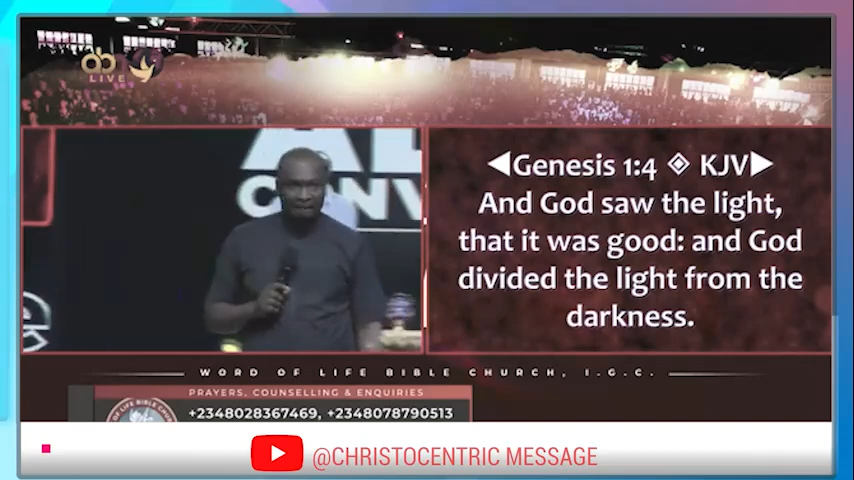 LIVE
CONV
◀Genesis 1:4 ◈ KJV▶
And God saw the light,
that it was good: and God
divided the light from the
darkness.
WORD OF LIFE BIBLE CHURCH, I.G.C.
PRAYERS, COUNSELLING & ENQUIRIES
+2348028367469, +2348078790513
@CHRISTOCENTRIC MESSAGE